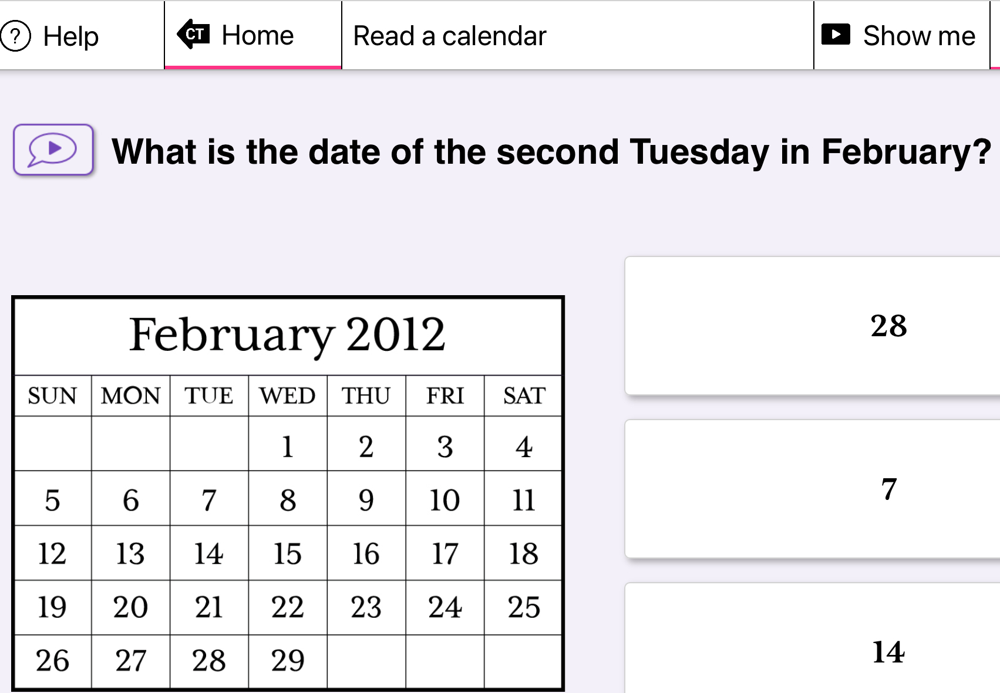 ? Help
CT Home
Read a calendar
Show me
What is the date of the second Tuesday in February?
February 2012
SUN MON TUE WED THU FRI SAT
1 2 3 4
5 6 7 8 9 10 11
12 13 14 15 16 17 18
19 20 21 22 23 24 25
26 27 28 29
28
7
14